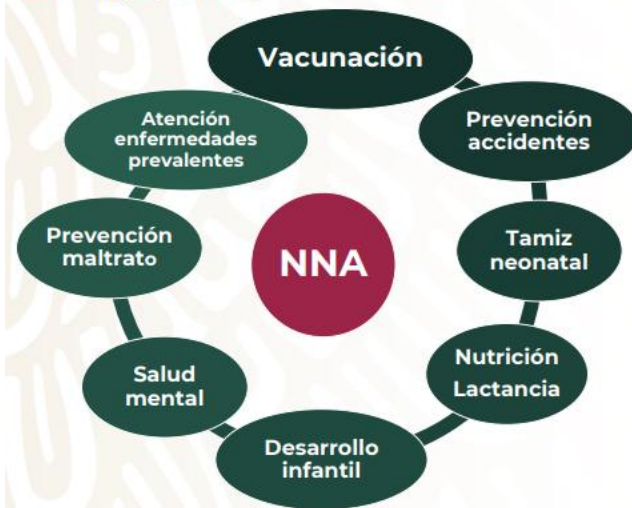 Vacunación
Prevención
accidentes
Tamiz
neonatal
Nutrición
Lactancia
Desarrollo
infantil
Salud
mental
Prevención
maltrato
Atención
enfermedades
prevalentes
NNA